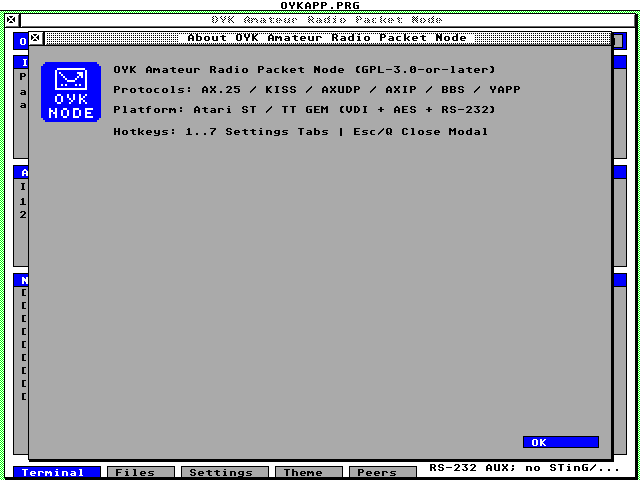 OYKAPP.PRG
OYK Amateur Radio Packet Node
About OYK Amateur Radio Packet Node
OYK
NODE
OYK Amateur Radio Packet Node (GPL-3.0-or-later)
Protocols: AX.25 / KISS / AXUDP / AXIP / BBS / YAPP
Platform: Atari ST / TT GEM (VDI + AES + RS-232)
Hotkeys: 1..7 Settings Tabs | Esc/Q Close Modal
O
I
P
a
a
A
I
1
2
N
[
[
[
[
[
[
[
[
[
OK
Terminal Files Settings Theme Peers RS-232 AUX; no STinG/...